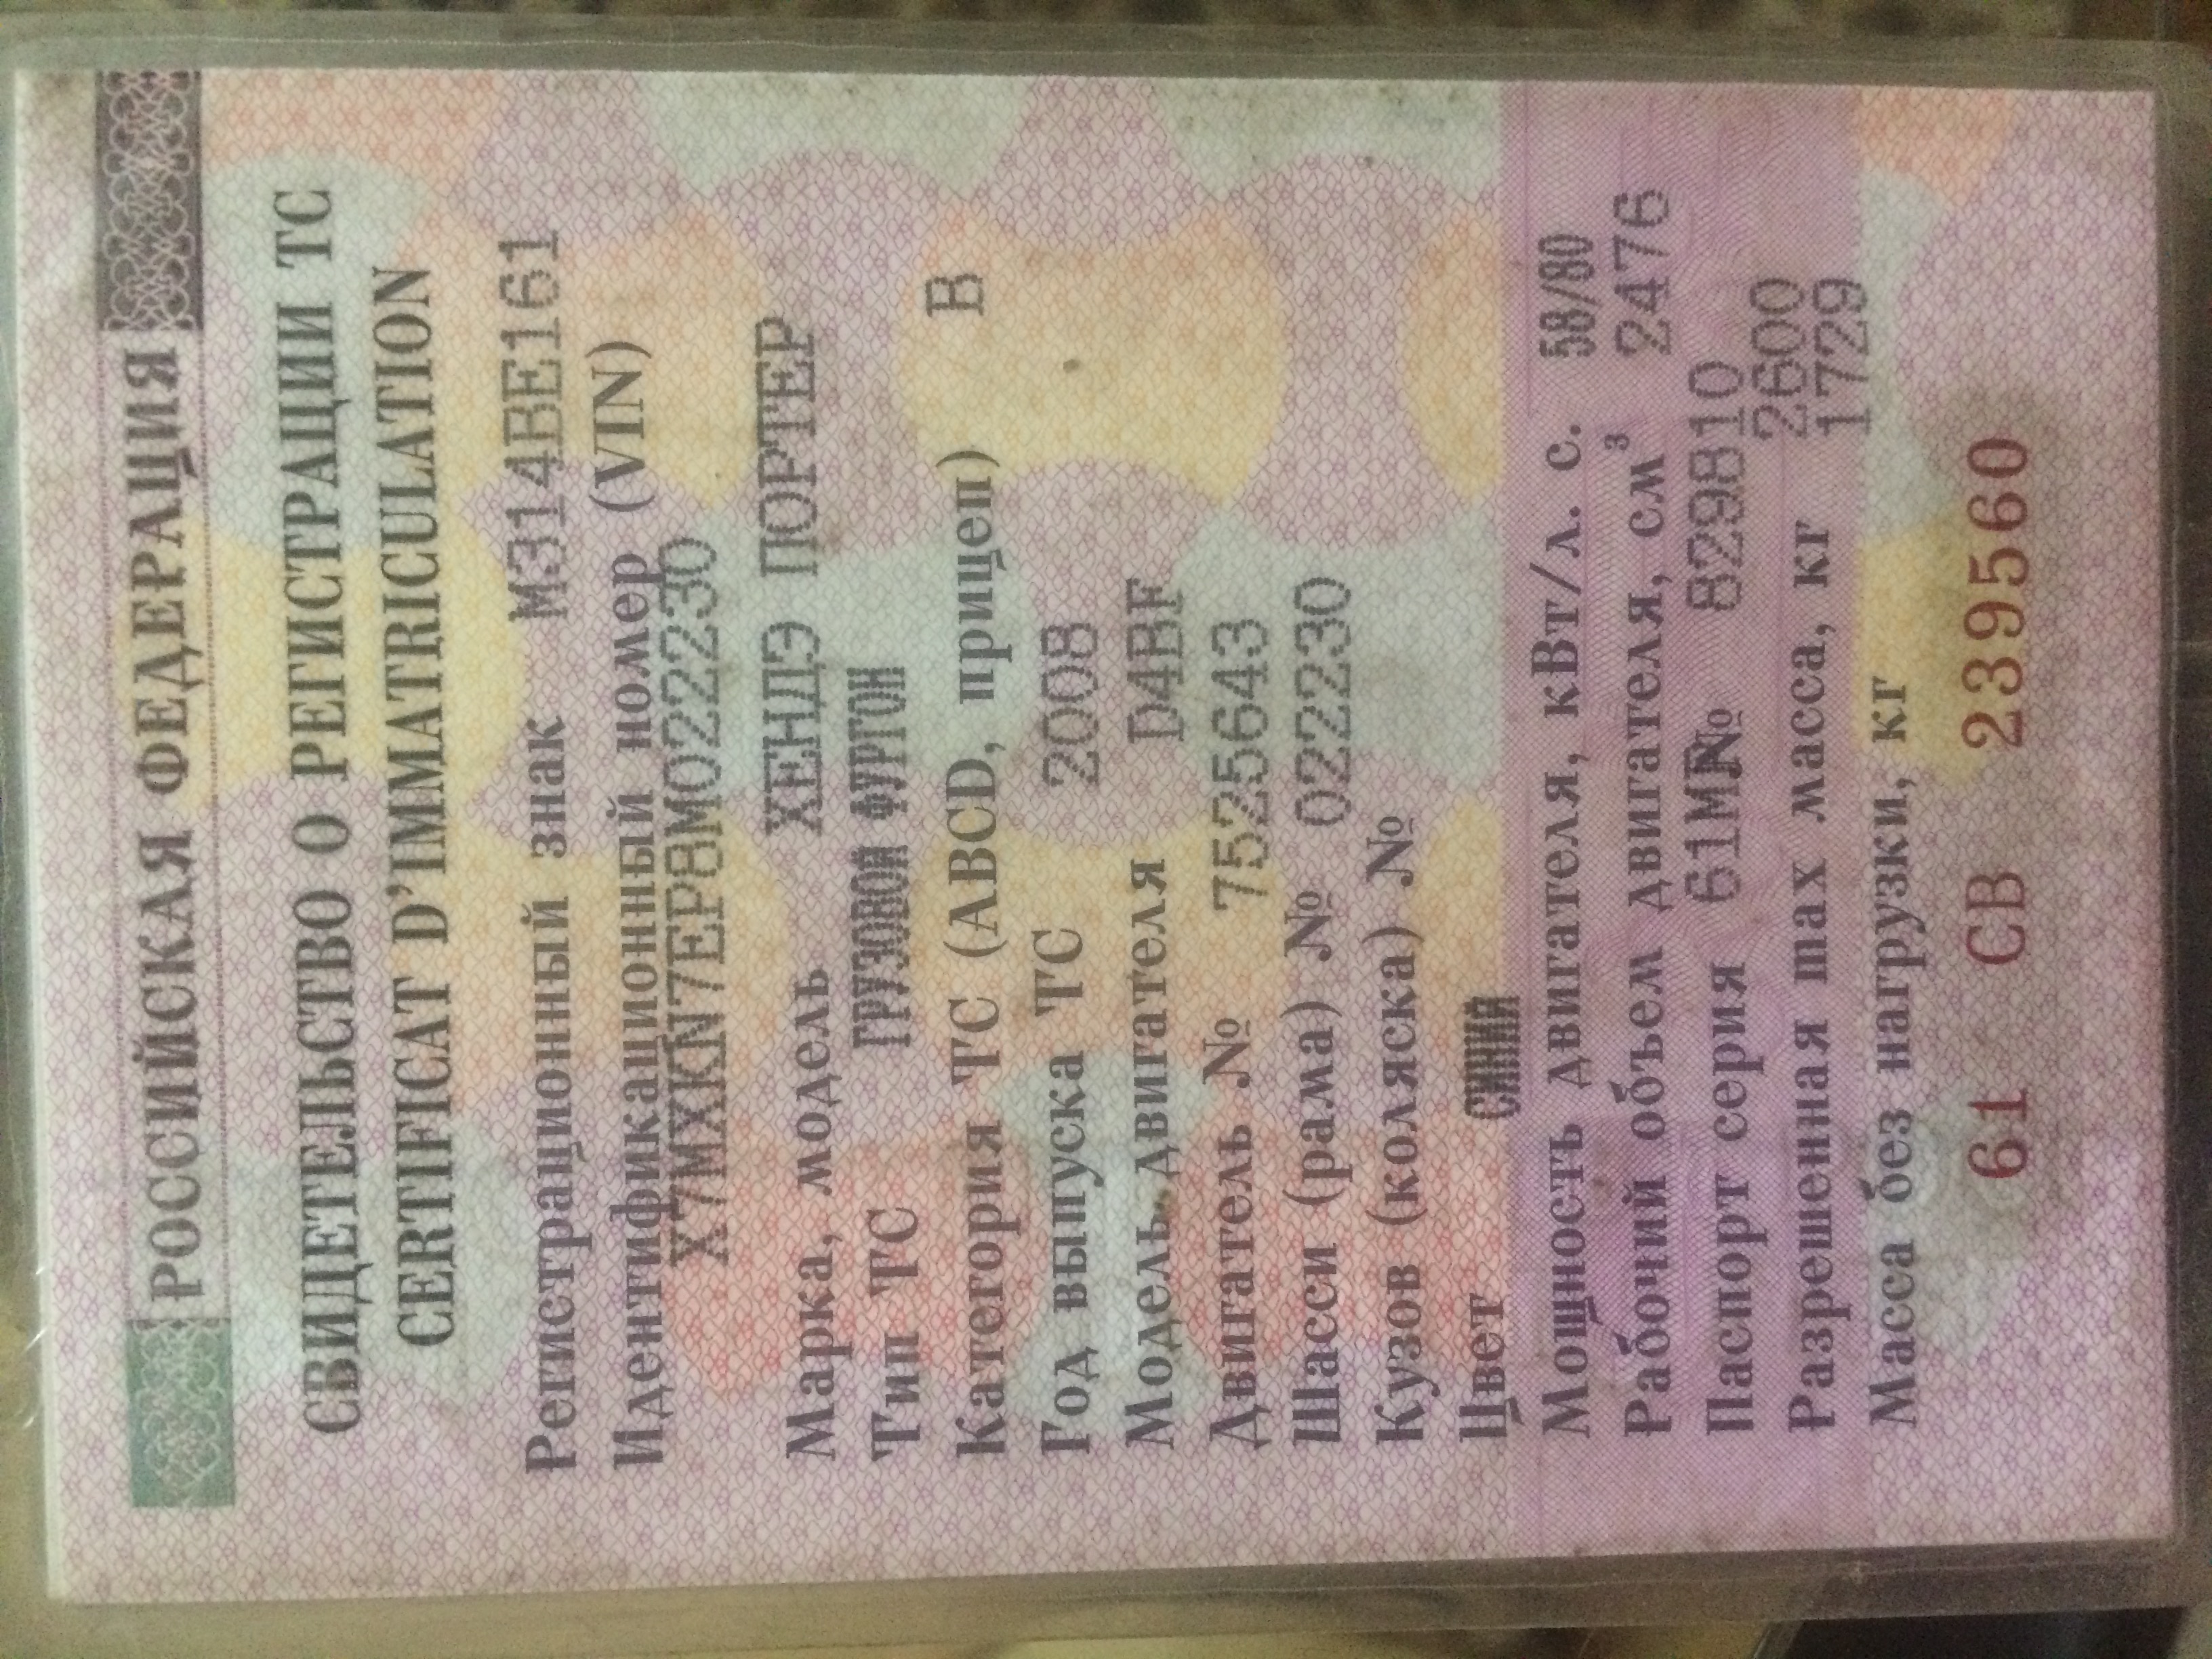 РОССИЙСКАЯ ФЕДЕРАЦИЯ
СВИДЕТЕЛЬСТВО О РЕГИСТРАЦИИ ТС
CERTIFICAT D'IMMATRICULATION
Регистрационный знак М314ВЕ161
Идентификационный номер (VIN)
X7MXKN7EP8M022230
Марка, модель ХЕНДЭ ПОРТЕР
Тип ТС ГРУЗОВОЙ ФУРГОН
Категория ТС (ABCD, прицеп) B
Год выпуска ТС 2008
Модель двигателя D4BF
Двигатель № 7525643
Шасси (рама) № 022230
Кузов (коляска) №
Цвет СИНИЙ
Мощность двигателя, кВт/л. с. 58/80
Рабочий объем двигателя, см³ 2476
Паспорт серия 61МК № 829810
Разрешенная max масса, кг 2600
Масса без нагрузки, кг 1729
61 СВ 239560